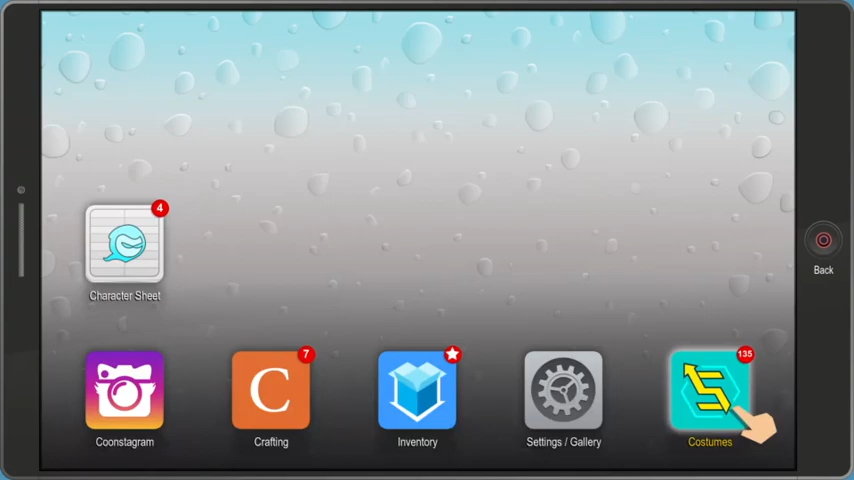 4
Back
Character Sheet
7
135
C
Coonstagram
Crafting
Inventory
Settings / Gallery
Costumes